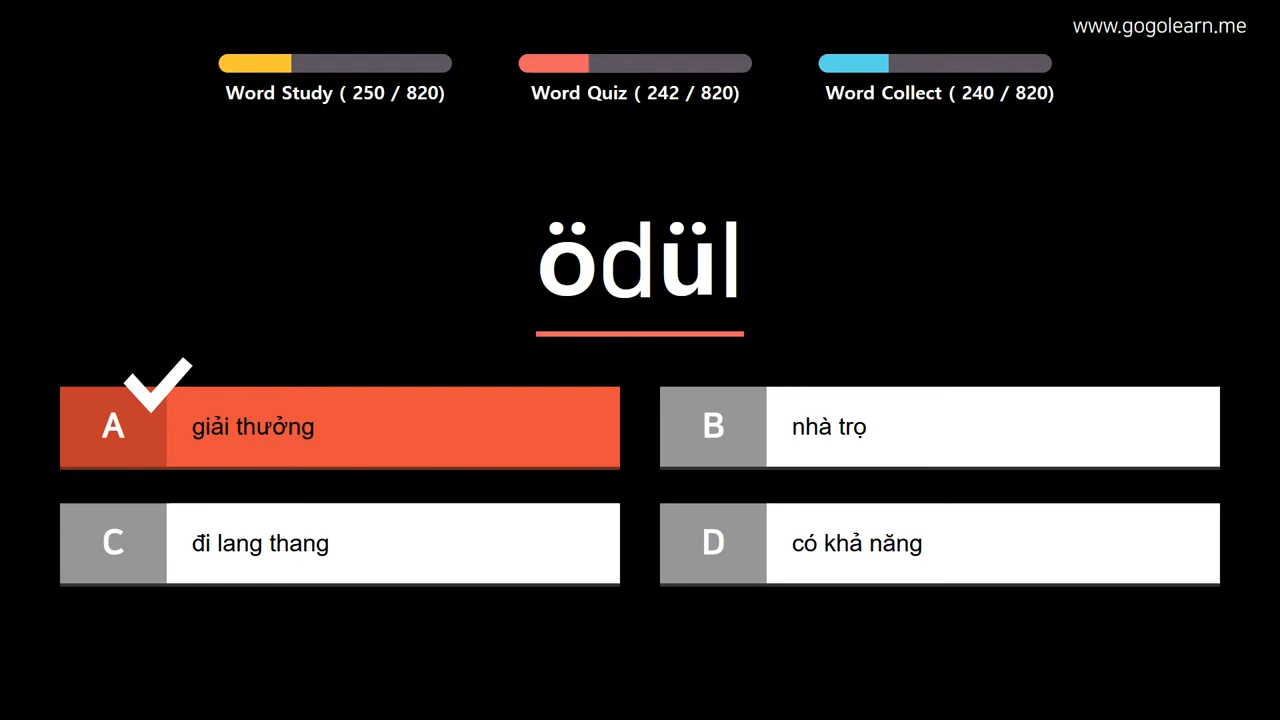 www.gogolearn.me
Word Study ( 250 / 820)
Word Quiz ( 242 / 820)
Word Collect ( 240 / 820)
ödül
A
giải thưởng
B
nhà trọ
C
đi lang thang
D
có khả năng